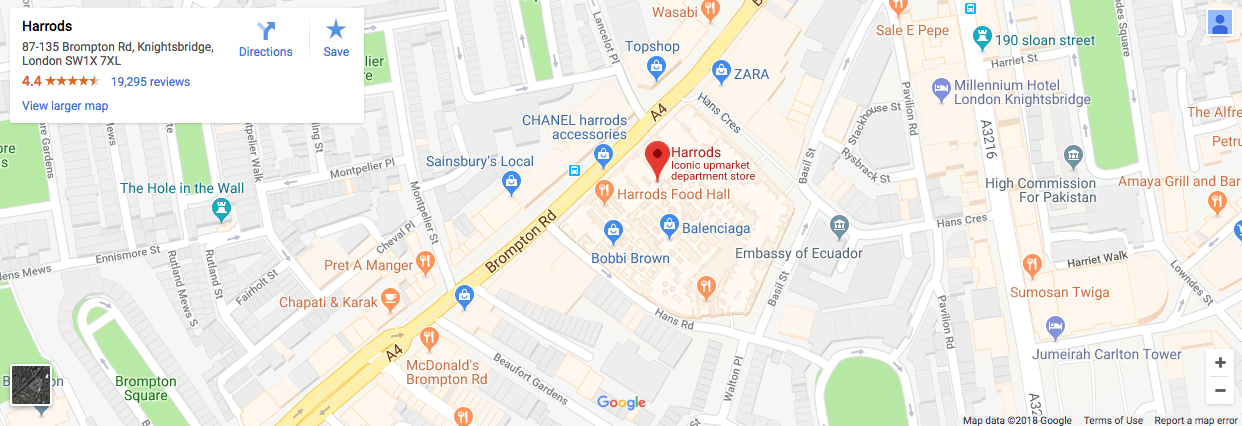 Harrods
87-135 Brompton Rd, Knightsbridge,
London SW1X 7XL
4.4
19,295 reviews
View larger map
Directions
Save
Wasabi
Lancelot Pl
Topshop
ZARA
A4
Hans Cres
CHANEL harrods
accessories
Sainsbury's Local
Harrods
Iconic upmarket
department store
Harrods Food Hall
Balenciaga
Bobbi Brown
Brompton Rd
Embassy of Ecuador
Basil St
Basil St
Hans Rd
Walton Pl
Beaufort Gardens
Montpelier Walk
Montpelier Pl
Montpelier St
Cheval Pl
The Hole in the Wall
Ennismore St
Rutland Mews S
Rutland St
Fairholt St
Pret A Manger
Chapati & Karak
McDonald's
Brompton Rd
A4
Brompton
Square
Sale E Pepe
190 sloan street
Harriet St
Millennium Hotel
London Knightsbridge
Pavilion Rd
Stackhouse St
Rysbrack St
A3216
High Commission
For Pakistan
Amaya Grill and Bar
Hans Cres
Harriet Walk
Lowndes St
Sumosan Twiga
Pavilion Rd
Jumeirah Carlton Tower
The Alfre
Petru
Google
Map data ©2018 Google
Terms of Use
Report a map error